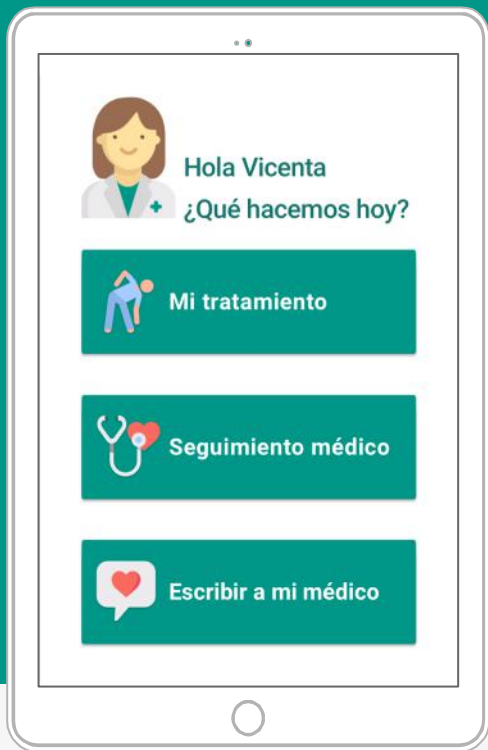 Hola Vicenta
¿Qué hacemos hoy?
Mi tratamiento
Seguimiento médico
Escribir a mi médico